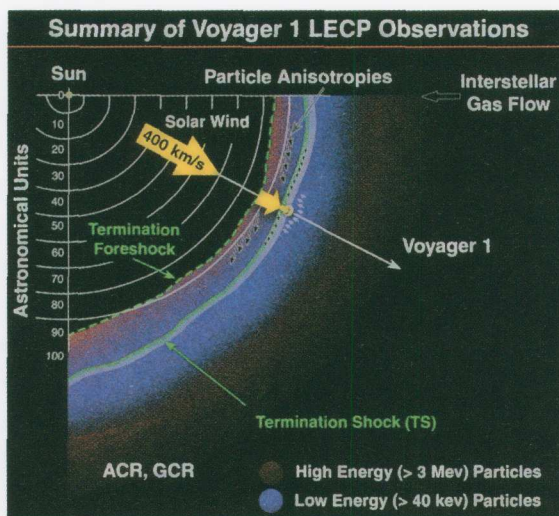 Summary of Voyager 1 LECP Observations
Sun
Particle Anisotropies
Interstellar
Gas Flow
Solar Wind
400 km/s
Astronomical Units
0
10
20
30
40
50
60
70
80
90
100
Termination
Foreshock
Voyager 1
Termination Shock (TS)
ACR, GCR
High Energy (> 3 Mev) Particles
Low Energy (> 40 kev) Particles